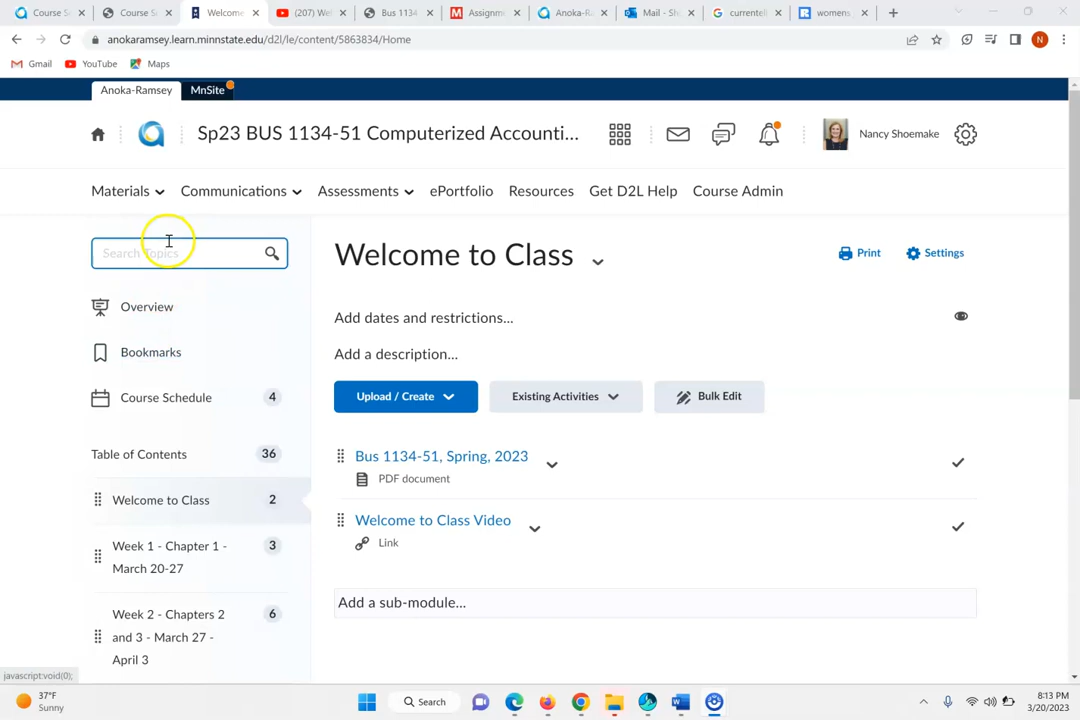 Course S
Course S
Welcome
(207) Wel
Bus 1134
Assignm
Anoka-Ra
Mail - Sh
currenteli
womens
anokaramsey.learn.minnstate.edu/d2l/le/content/5863834/Home
N
Gmail
YouTube
Maps
Anoka-Ramsey
MnSite
Sp23 BUS 1134-51 Computerized Accounti...
Nancy Shoemake
Materials
Communications
Assessments
ePortfolio
Resources
Get D2L Help
Course Admin
Search Topics
Welcome to Class
Print
Settings
Overview
Add dates and restrictions...
Bookmarks
Add a description...
Course Schedule
4
Upload / Create
Existing Activities
Bulk Edit
Table of Contents
36
Bus 1134-51, Spring, 2023
PDF document
Welcome to Class
2
Welcome to Class Video
Link
Week 1 - Chapter 1 -
March 20-27
3
Add a sub-module...
Week 2 - Chapters 2
and 3 - March 27 -
April 3
6
javascript:void(0);
37°F
Sunny
Search
8:13 PM
3/20/2023